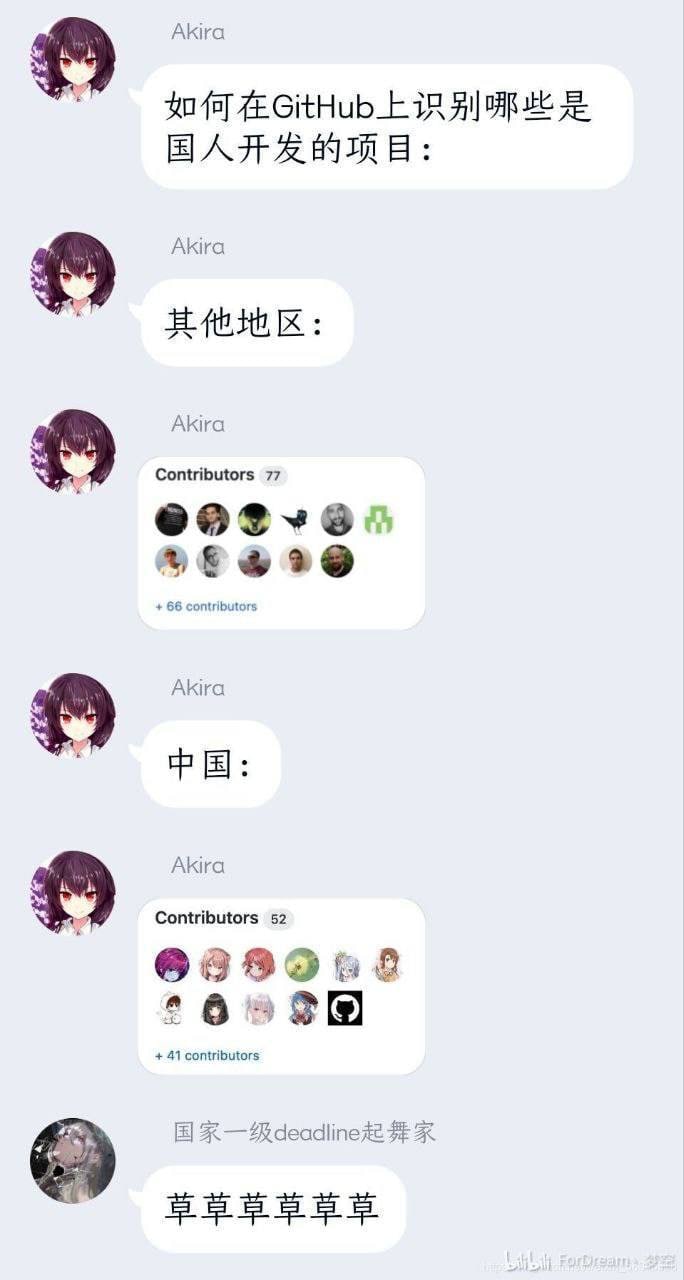 Akira
如何在GitHub上识别哪些是
国人开发的项目：
Akira
其他地区：
Akira
Contributors 77
+ 66 contributors
Akira
中国：
Akira
Contributors 52
+ 41 contributors
国家一级deadline起舞家
草草草草草草
bilibili ForDream、梦空